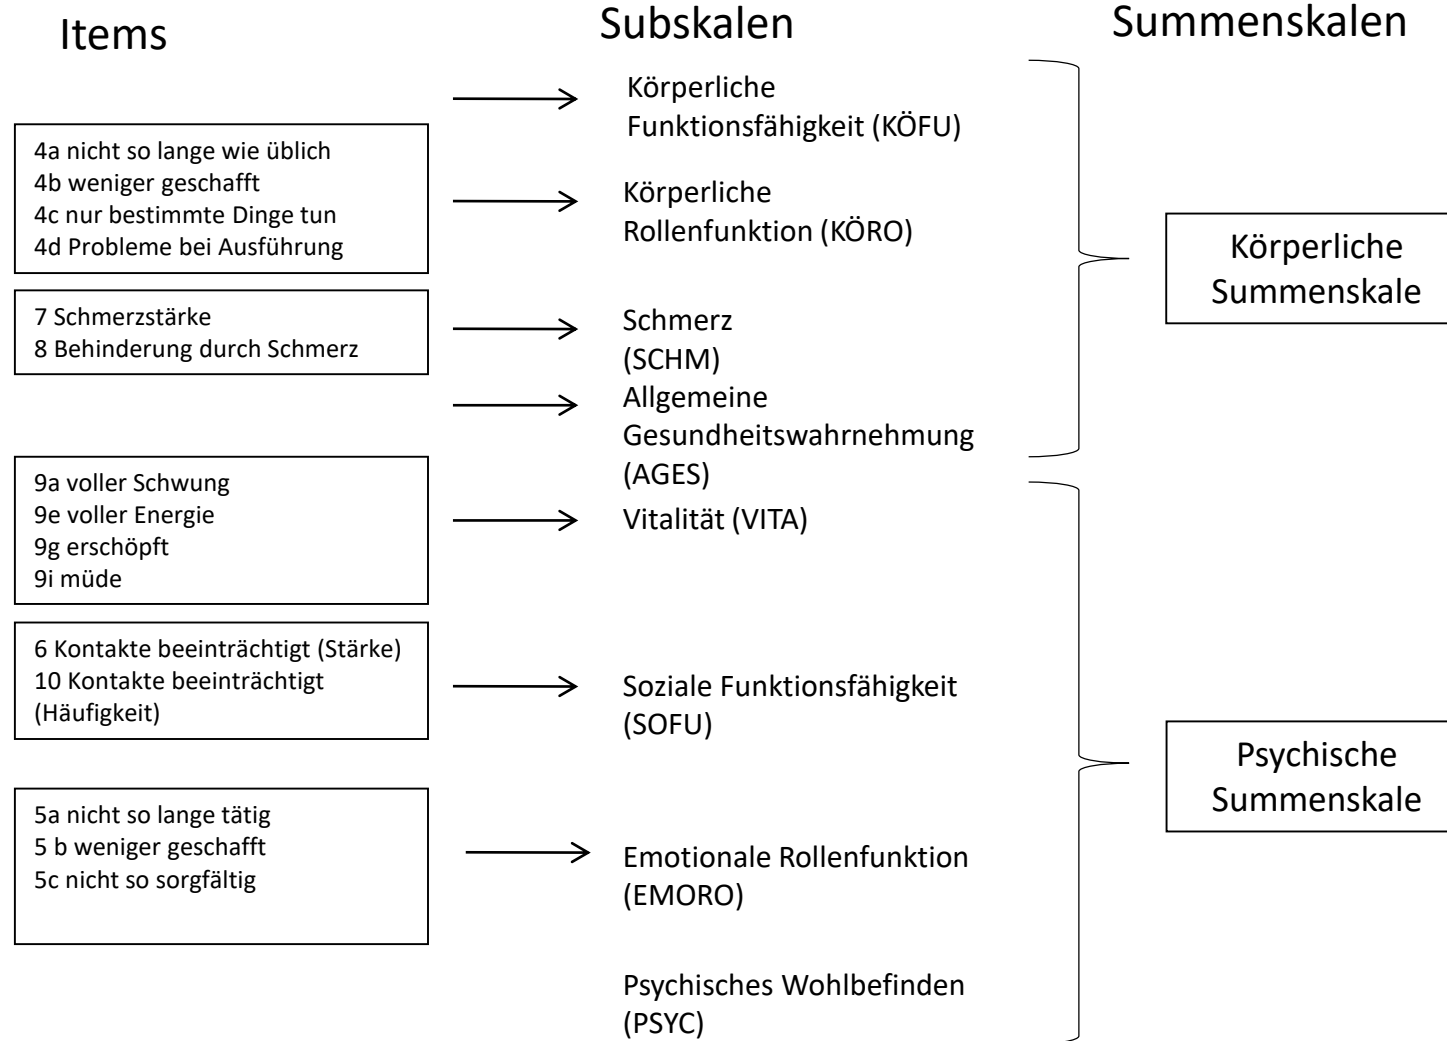 Items
Subskalen
Summenskalen
Körperliche
Funktionsfähigkeit (KÖFU)
4a nicht so lange wie üblich
4b weniger geschafft
4c nur bestimmte Dinge tun
4d Probleme bei Ausführung
Körperliche
Rollenfunktion (KÖRO)
7 Schmerzstärke
8 Behinderung durch Schmerz
Schmerz
(SCHM)
Allgemeine
Gesundheitswahrnehmung
(AGES)
Körperliche
Summenskale
9a voller Schwung
9e voller Energie
9g erschöpft
9i müde
Vitalität (VITA)
6 Kontakte beeinträchtigt (Stärke)
10 Kontakte beeinträchtigt
(Häufigkeit)
Soziale Funktionsfähigkeit
(SOFU)
5a nicht so lange tätig
5 b weniger geschafft
5c nicht so sorgfältig
Emotionale Rollenfunktion
(EMORO)
Psychisches Wohlbefinden
(PSYC)
Psychische
Summenskale